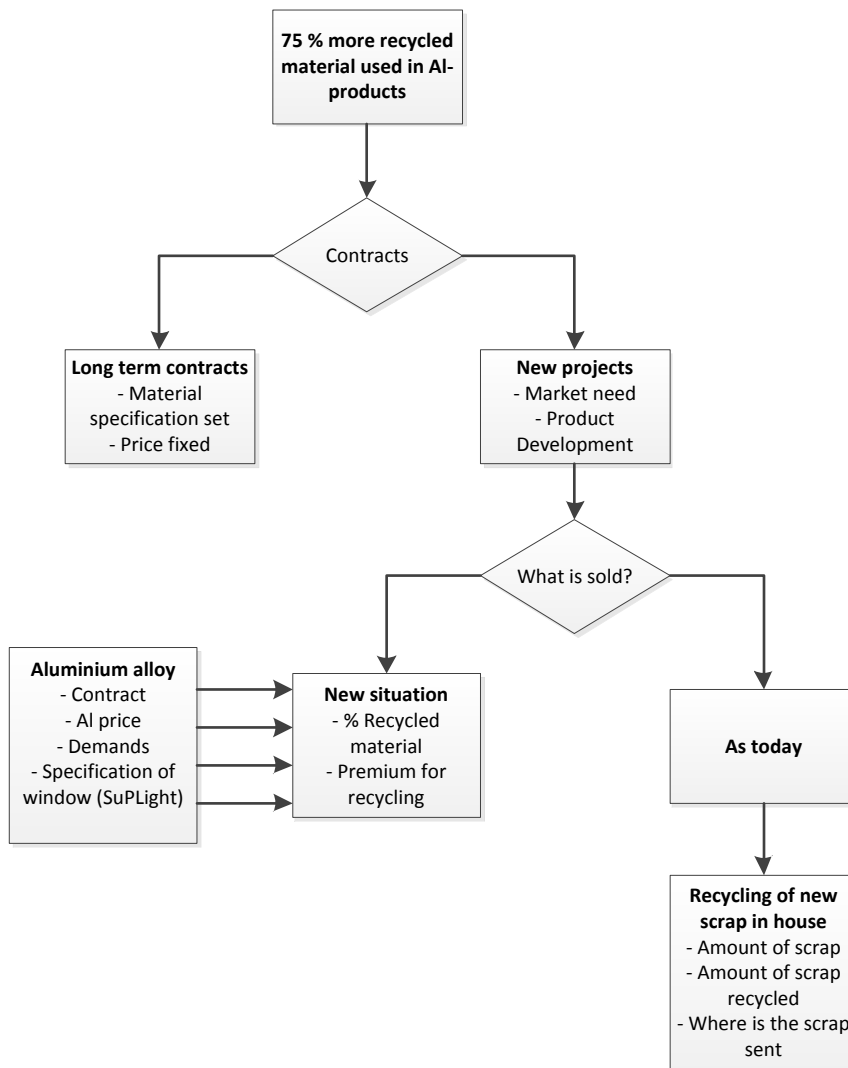 75 % more recycled
material used in Al-
products
Contracts
Long term contracts
- Material
specification set
- Price fixed
New projects
- Market need
- Product
Development
What is sold?
Aluminium alloy
- Contract
- Al price
- Demands
- Specification of
window (SuPLight)
New situation
- % Recycled
material
- Premium for
recycling
As today
Recycling of new
scrap in house
- Amount of scrap
- Amount of scrap
recycled
- Where is the scrap
sent